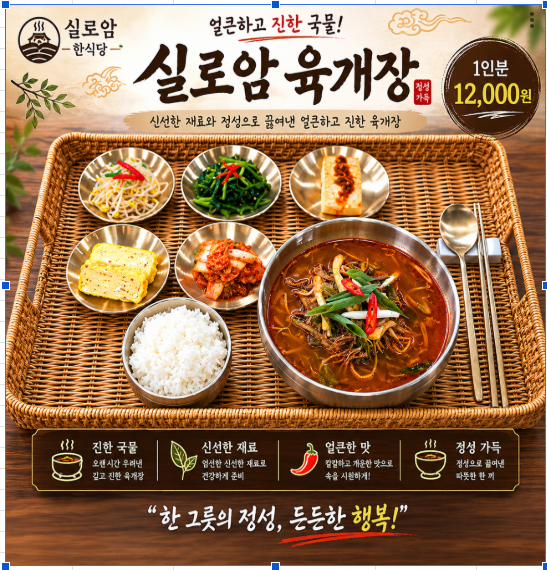 실로암
한식당
얼큰하고 진한 국물!
실로암 육개장
정성
가득
1인분
12,000원
신선한 재료와 정성으로 끓여낸 얼큰하고 진한 육개장
진한 국물
오랜 시간 우려낸
깊고 진한 육개장
신선한 재료
엄선한 신선한 재료로
건강하게 준비
얼큰한 맛
칼칼하고 개운한 맛으로
속을 시원하게!
정성 가득
정성으로 끓여낸
따뜻한 한 끼
“한 그릇의 정성, 든든한 행복!”